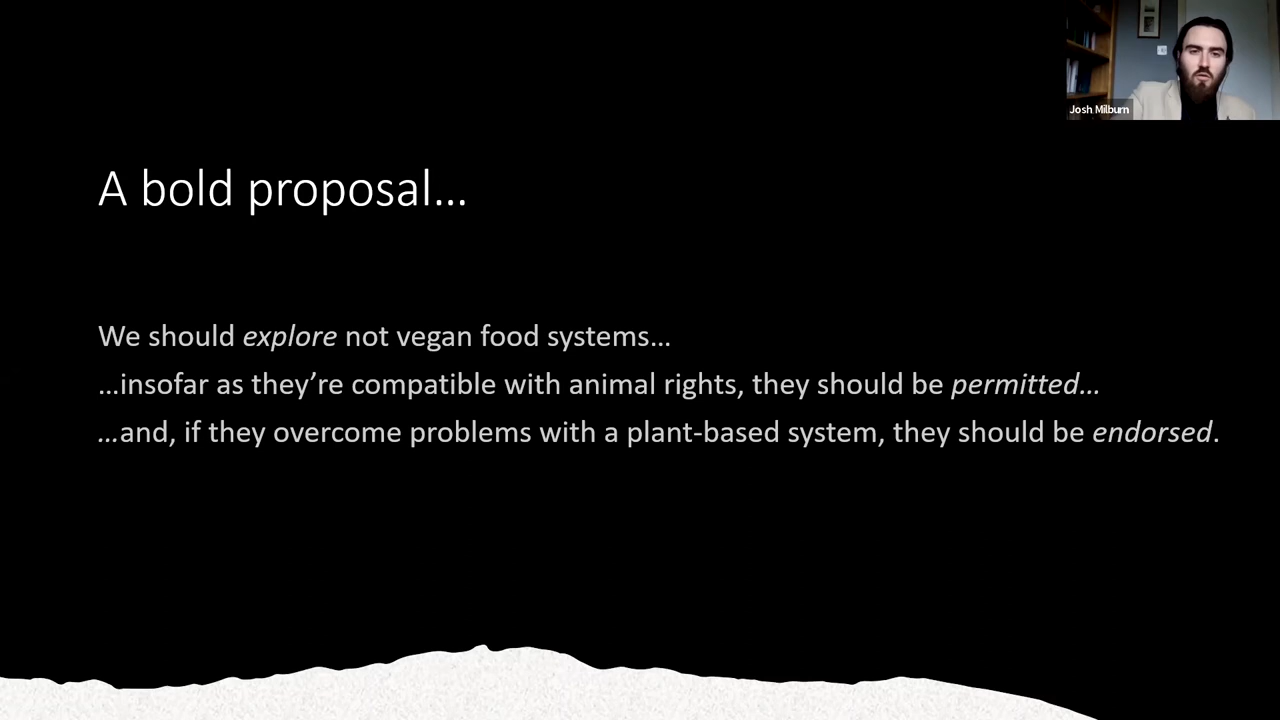 Josh Milburn
A bold proposal...
We should explore not vegan food systems...
...insofar as they’re compatible with animal rights, they should be permitted...
...and, if they overcome problems with a plant-based system, they should be endorsed.